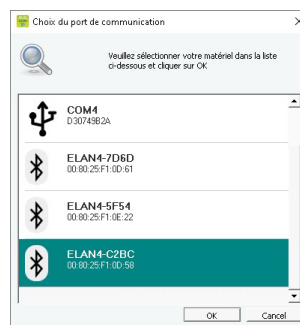 Choix du port de communication
Veuillez sélectionner votre matériel dans la liste
ci-dessous et cliquer sur OK
COM4
D30749B2A
ELAN4-7D6D
00:80:25:F1:0D:61
ELAN4-5F54
00:80:25:F1:0E:22
ELAN4-C2BC
00:80:25:F1:0D:58
OK
Cancel